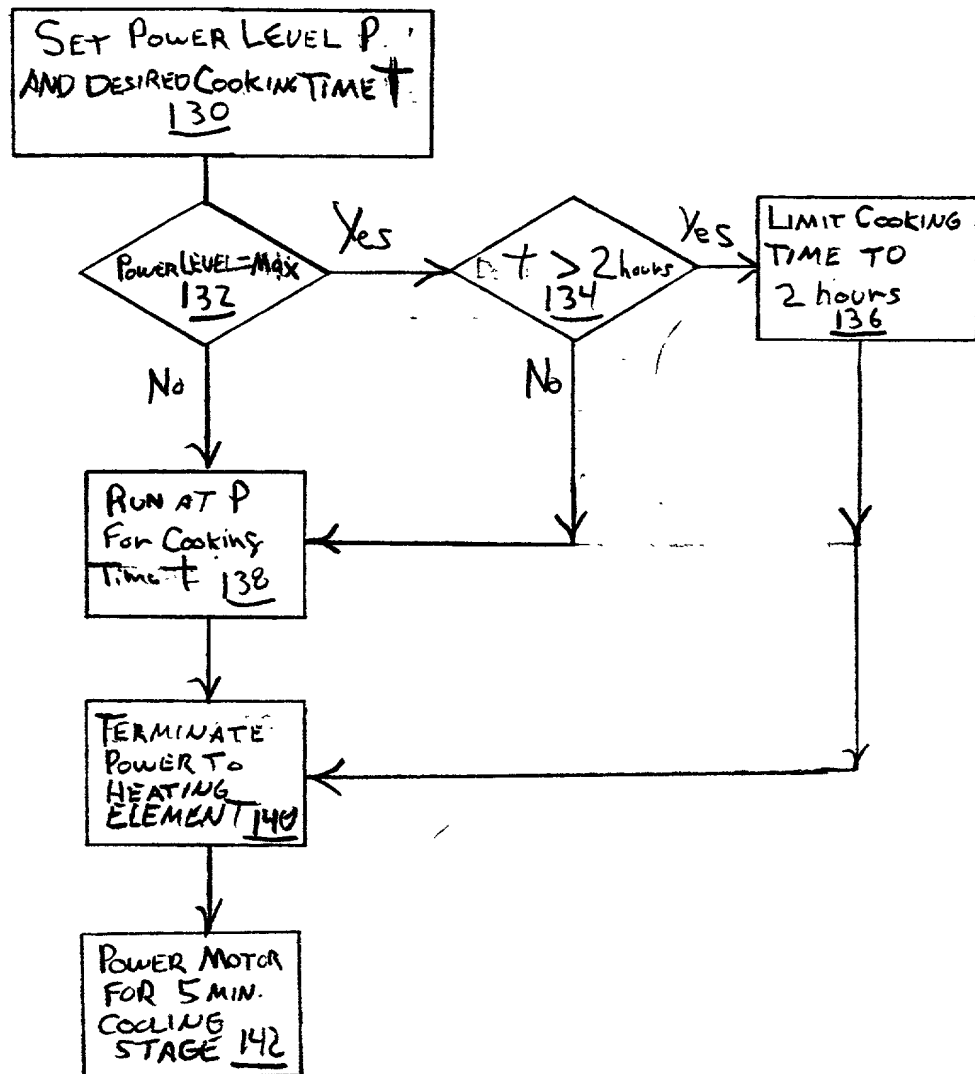 SET POWER LEVEL P
AND DESIRED COOKING TIME t
130
POWER LEVEL = MAX
132
Yes
t > 2 hours
134
Yes
LIMIT COOKING
TIME TO
2 hours
136
No
No
RUN AT P
For Cooking
Time t 138
TERMINATE
POWER TO
HEATING
ELEMENT 140
POWER MOTOR
FOR 5 MIN.
COOLING
STAGE 142